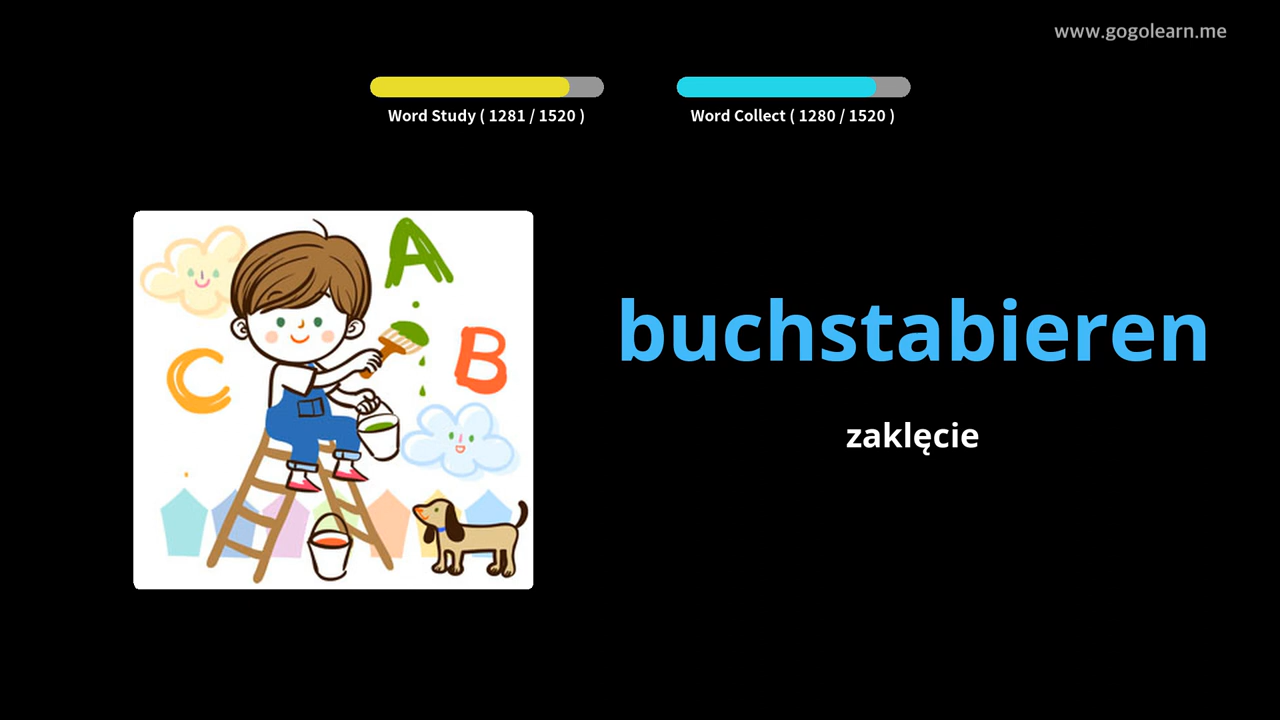 www.gogolearn.me
Word Study ( 1281 / 1520 )
Word Collect ( 1280 / 1520 )
A
B
C
buchstabieren
zaklęcie